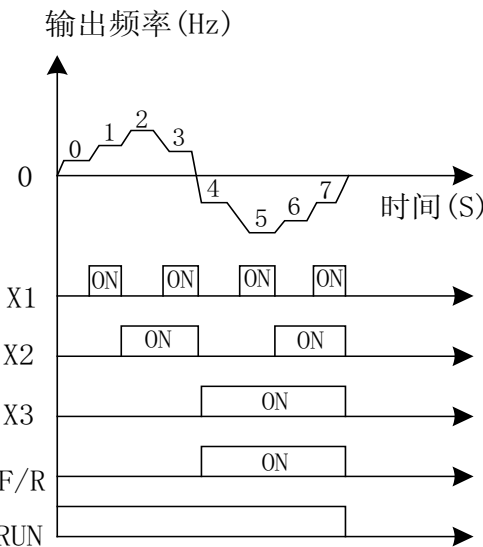 输出频率(Hz)
0 1 2 3
0
4 5 6 7
时间(S)
X1 ON ON ON ON
X2 ON ON
X3 ON
F/R ON
RUN